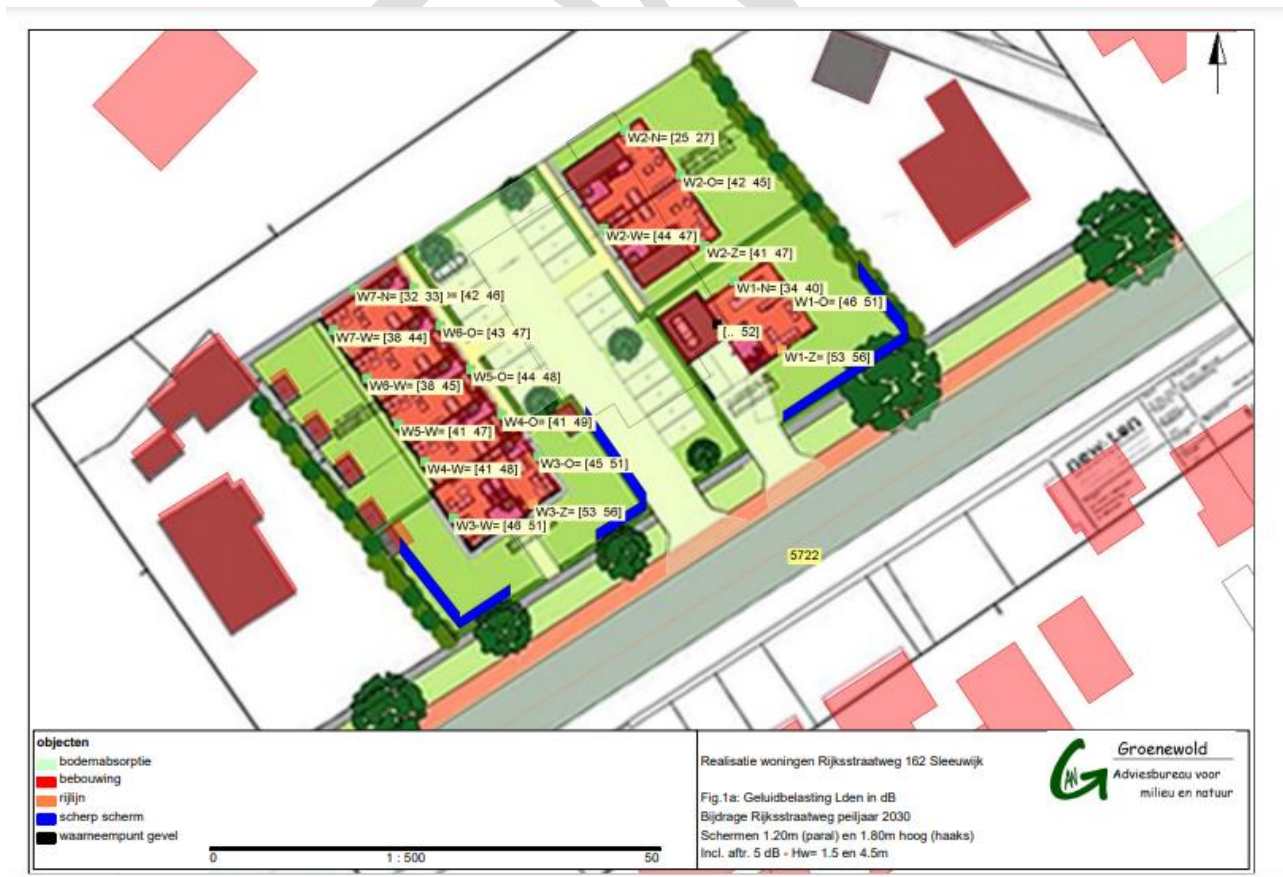 W2-N= [25 27]
W2-O= [42 45]
W2-W= [44 47]
W2-Z= [41 47]
W1-N= [34 40]
W1-O= [46 51]
[.. 52]
W1-Z= [53 56]
W7-N= [32 33]
= [42 46]
W7-W= [38 44]
W6-O= [43 47]
W6-W= [38 45]
W5-O= [44 48]
W5-W= [41 47]
W4-O= [41 49]
W4-W= [41 48]
W3-O= [45 51]
W3-Z= [53 56]
W3-W= [46 51]
5722
objecten
bodemabsorptie
bebouwing
rijlijn
scherp scherm
waarneempunt gevel
0 1 : 500 50
Realisatie woningen Rijksstraatweg 162 Sleeuwijk
Fig.1a: Geluidbelasting Lden in dB
Bijdrage Rijksstraatweg peiljaar 2030
Schermen 1.20m (paral) en 1.80m hoog (haaks)
Incl. aftr. 5 dB - Hw= 1.5 en 4.5m
G AN
Groenewold
Adviesbureau voor
milieu en natuur